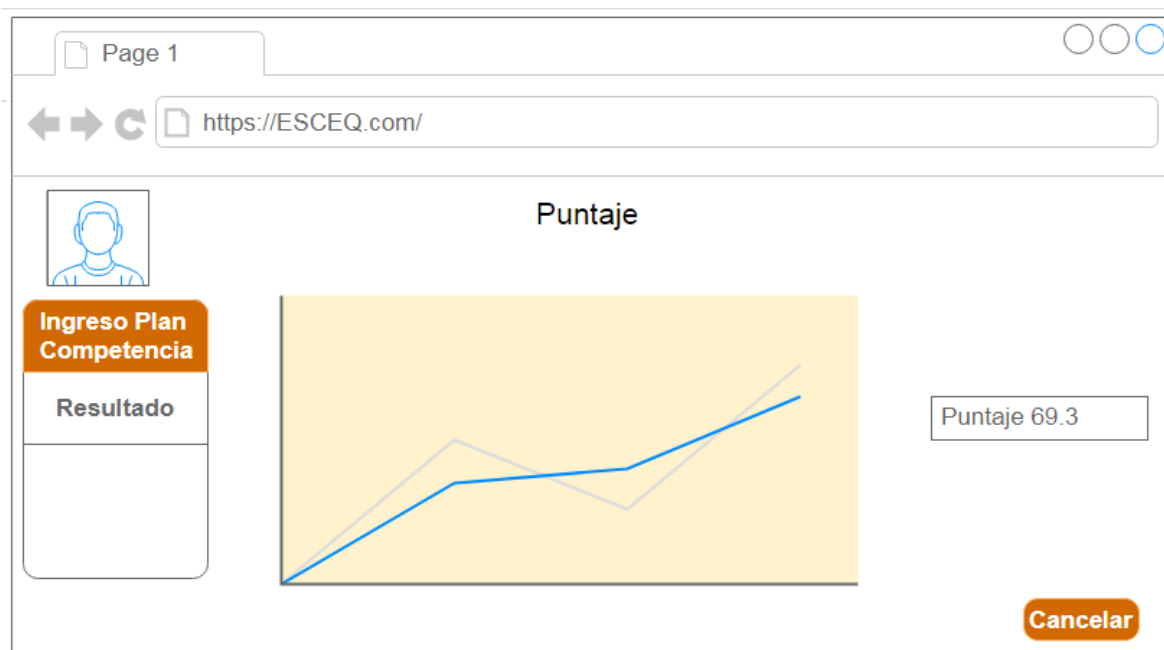 Page 1
https://ESCEQ.com/
Puntaje
Ingreso Plan
Competencia
Resultado
Puntaje 69.3
Cancelar